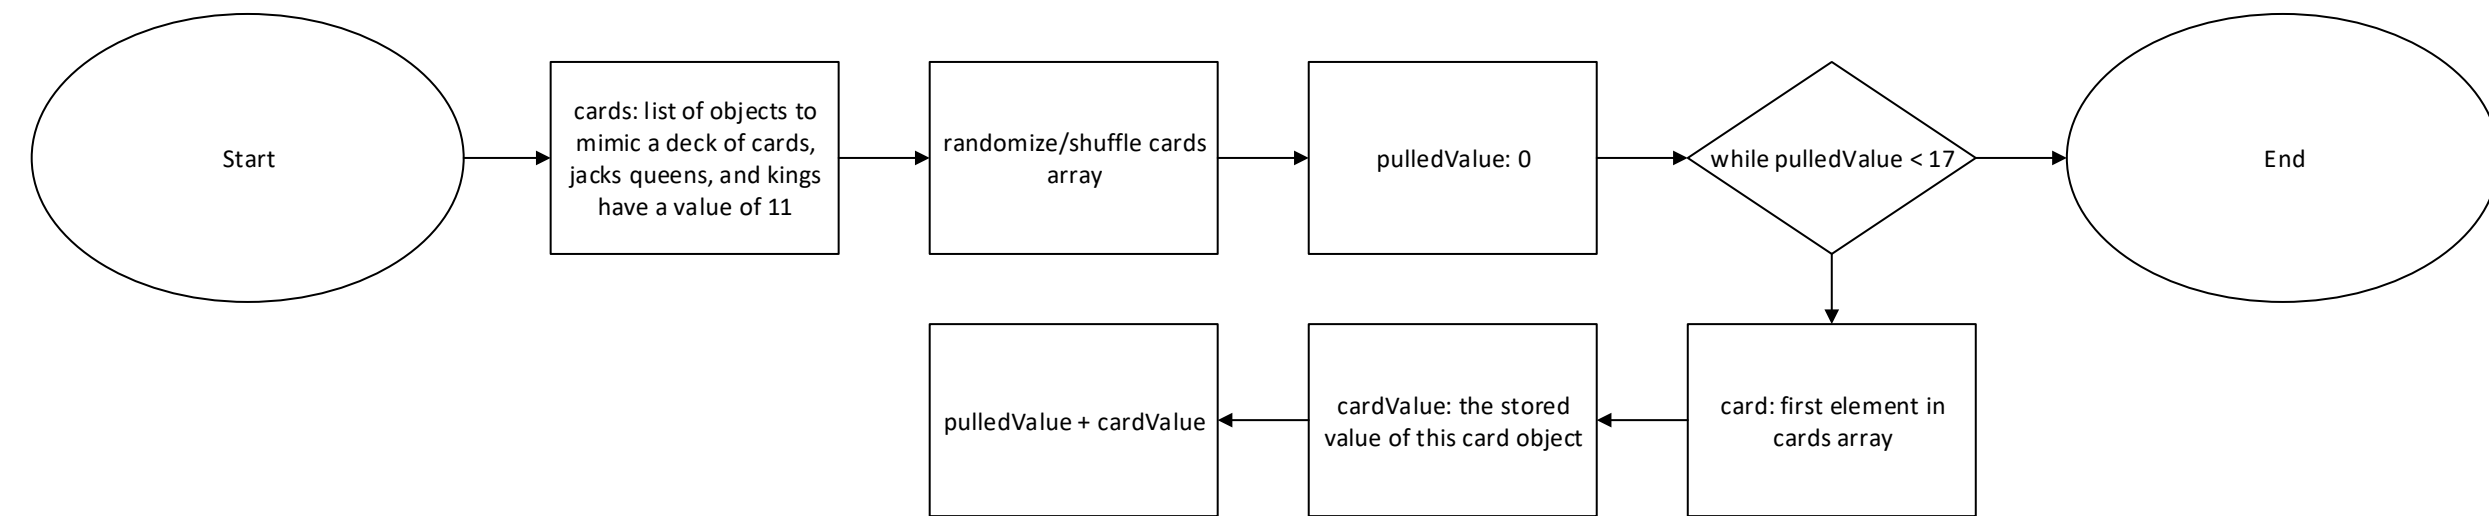 Start
cards: list of objects to
mimic a deck of cards,
jacks queens, and kings
have a value of 11
randomize/shuffle cards
array
pulledValue: 0
while pulledValue < 17
End
card: first element in
cards array
cardValue: the stored
value of this card object
pulledValue + cardValue